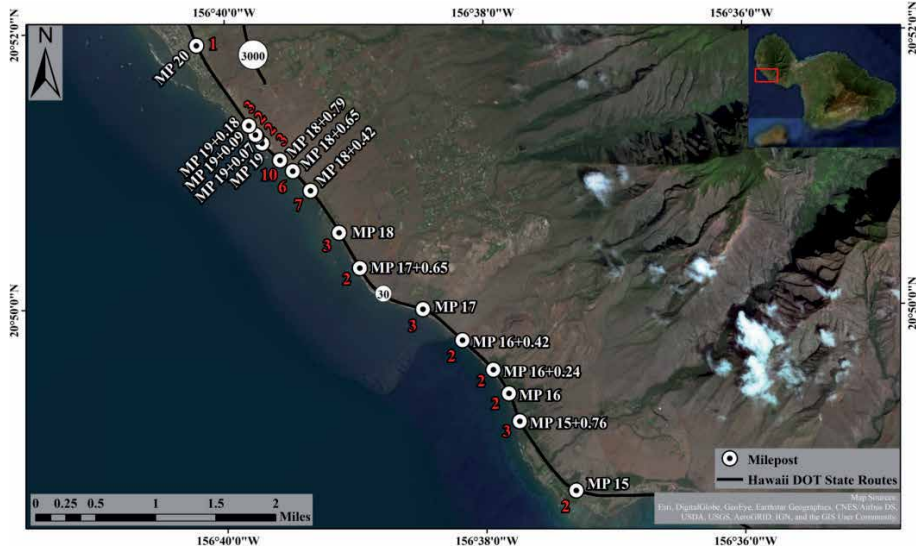 156°40'0"W
156°38'0"W
156°36'0"W
20°52'0"N
20°52'0"N
N
3000
1
MP 20
3
2
2
3
MP 19+0.18
MP 19+0.09
MP 19+0.07
MP 19
MP 18+0.79
MP 18+0.65
MP 18+0.42
10
6
7
MP 18
3
MP 17+0.65
2
30
MP 17
3
20°50'0"N
20°50'0"N
MP 16+0.42
2
MP 16+0.24
2
MP 16
2
MP 15+0.76
3
MP 15
2
Milepost
Hawaii DOT State Routes
Map Sources:
Esri, DigitalGlobe, GeoEye, Earthstar Geographics, CNES/Airbus DS,
USDA, USGS, AeroGRID, IGN, and the GIS User Community
0 0.25 0.5 1 1.5 2
Miles
156°40'0"W
156°38'0"W
156°36'0"W